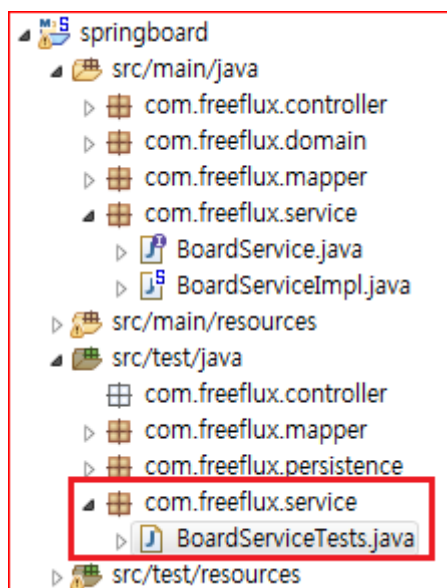 springboard
src/main/java
com.freeflux.controller
com.freeflux.domain
com.freeflux.mapper
com.freeflux.service
BoardService.java
BoardServiceImpl.java
src/main/resources
src/test/java
com.freeflux.controller
com.freeflux.mapper
com.freeflux.persistence
com.freeflux.service
BoardServiceTests.java
src/test/resources